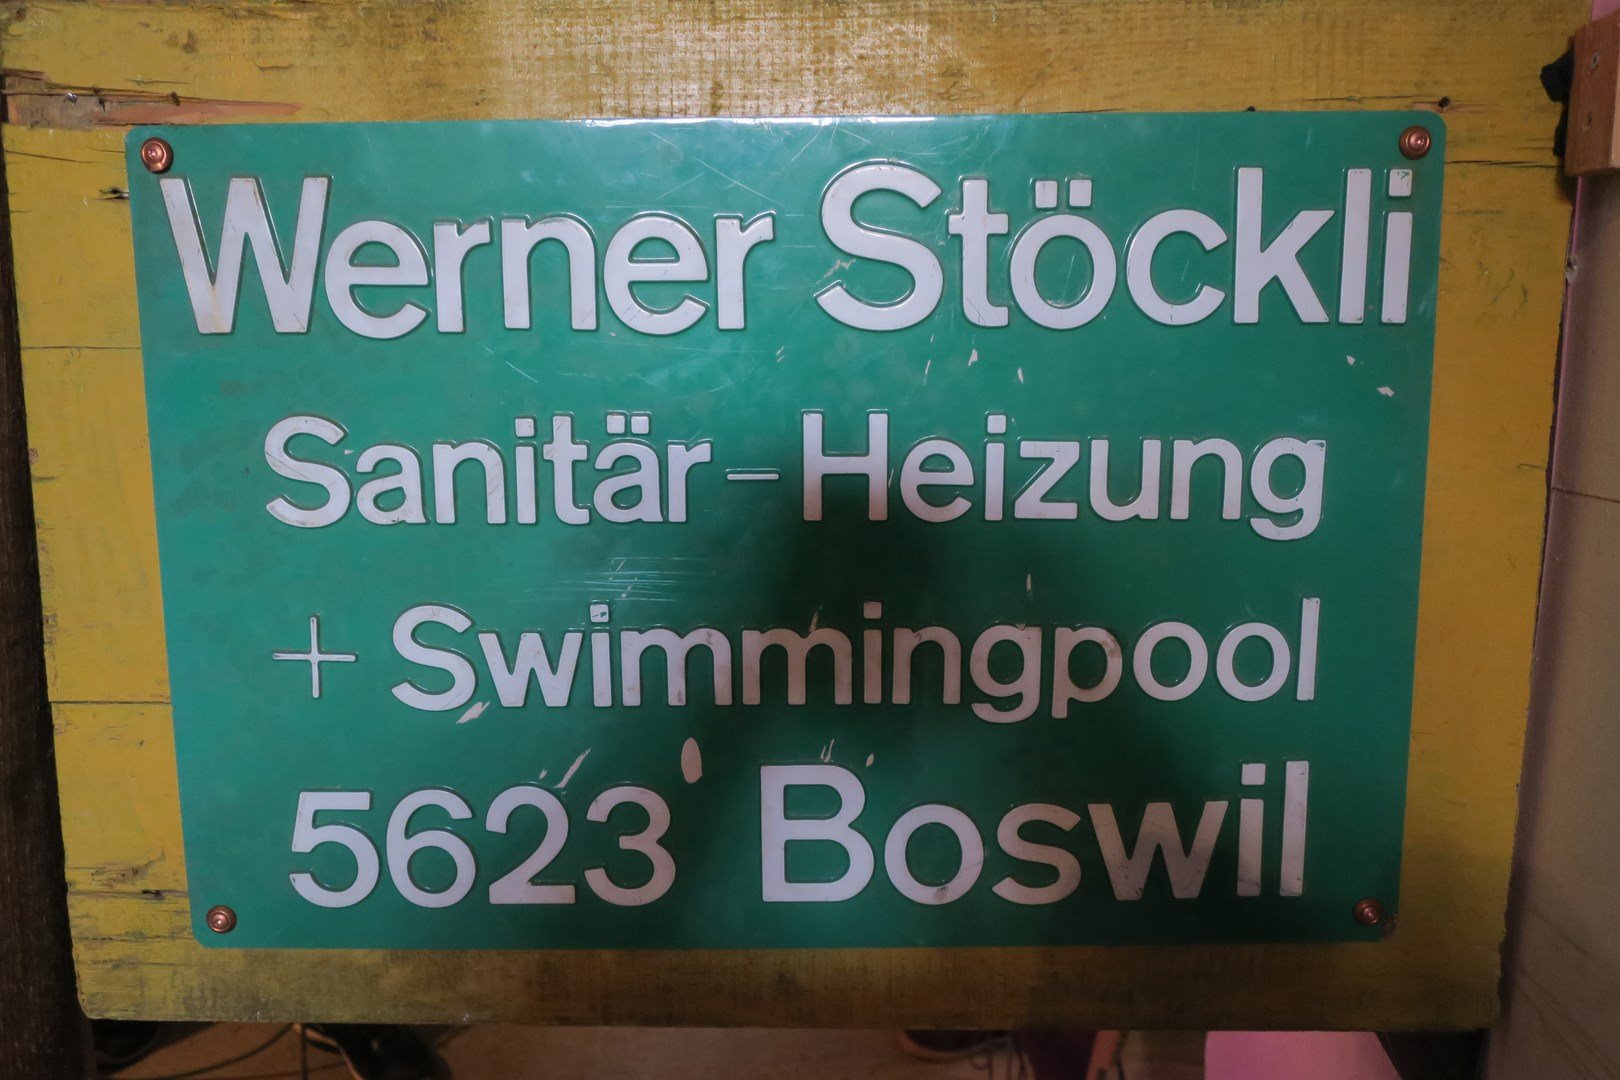 Werner Stöckli
Sanitär-Heizung
+ Swimmingpool
5623 Boswil